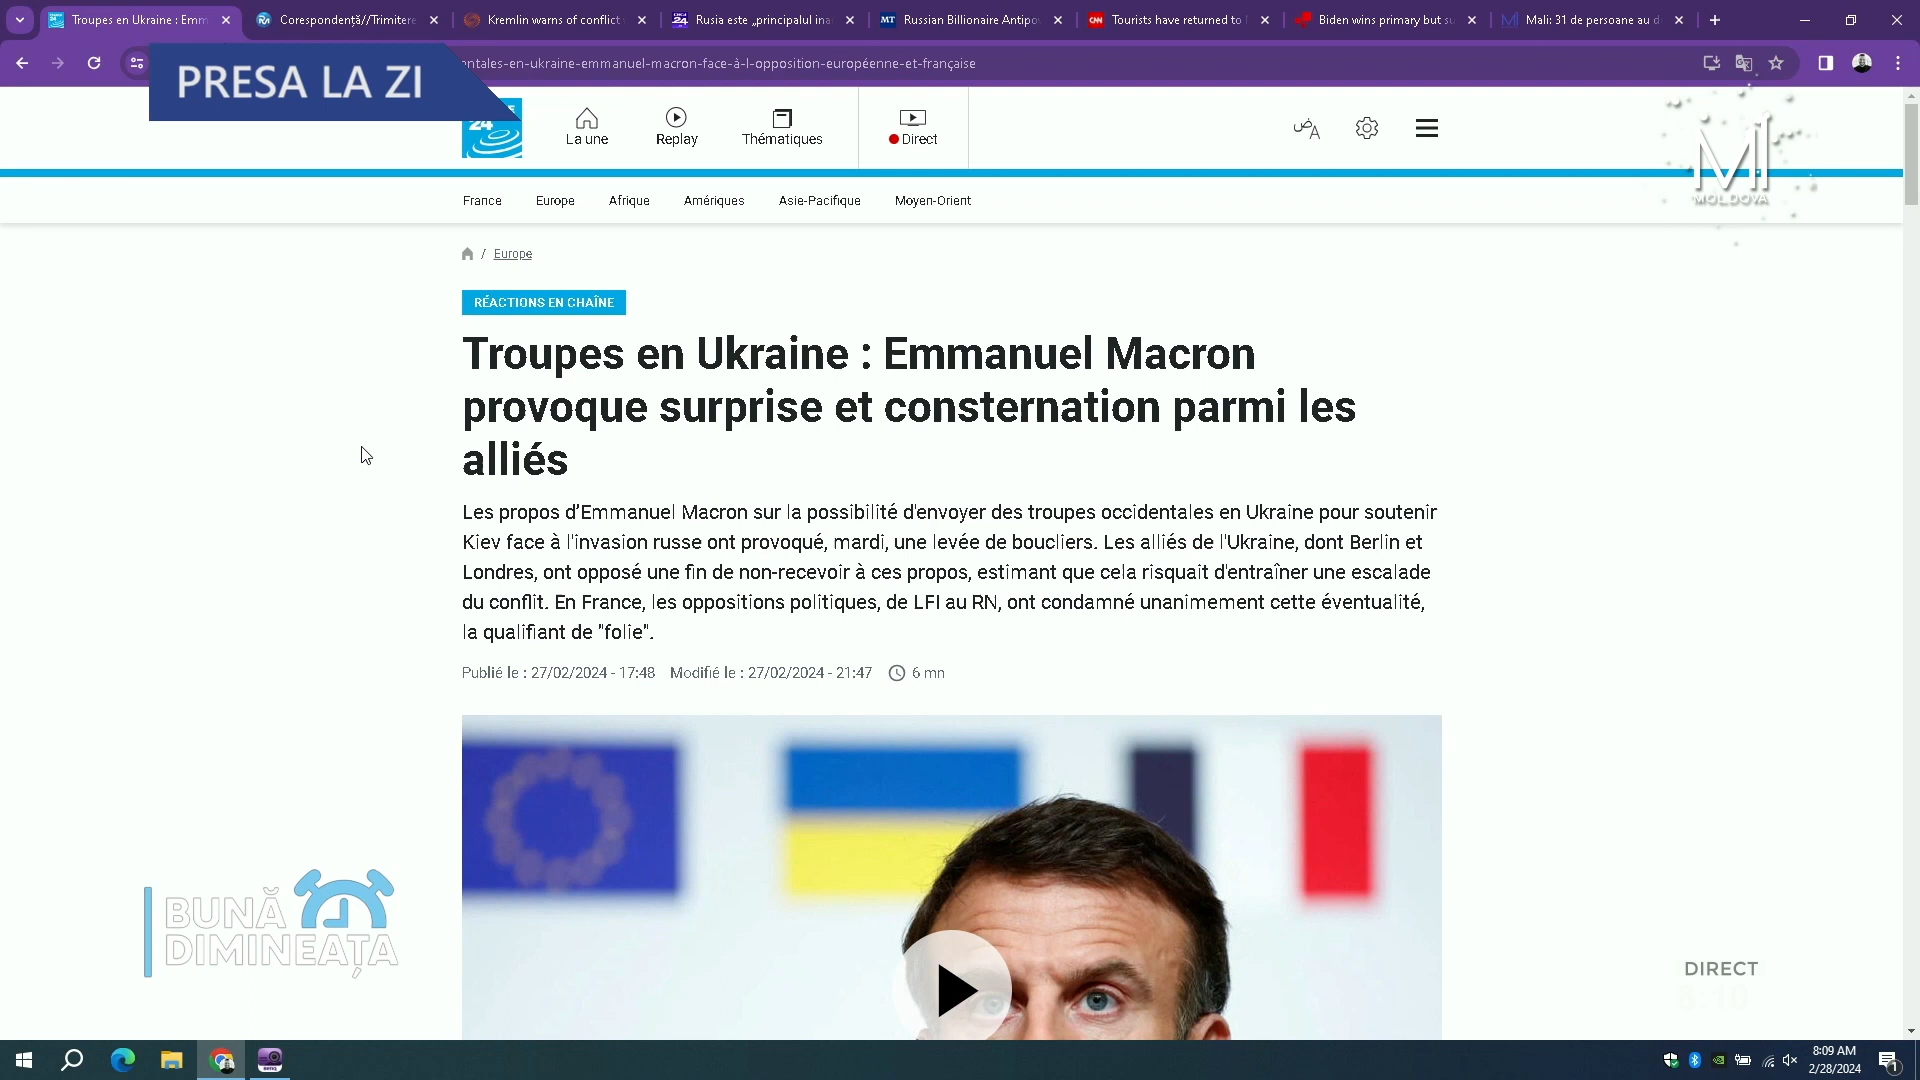 Troupes en Ukraine : Emm
Corespondență//Trimitere
Kremlin warns of conflict
Rusia este „principalul ina
MT
Russian Billionaire Antipo
CNN
Tourists have returned to
Biden wins primary but su
Mali: 31 de persoane au d
PRESA LA ZI
entales-en-ukraine-emmanuel-macron-face-à-l-opposition-européenne-et-française
24
La une
Replay
Thématiques
Direct
M1
MOLDOVA
France
Europe
Afrique
Amériques
Asie-Pacifique
Moyen-Orient
/ Europe
RÉACTIONS EN CHAÎNE
Troupes en Ukraine : Emmanuel Macron
provoque surprise et consternation parmi les
alliés
Les propos d’Emmanuel Macron sur la possibilité d'envoyer des troupes occidentales en Ukraine pour soutenir
Kiev face à l'invasion russe ont provoqué, mardi, une levée de boucliers. Les alliés de l'Ukraine, dont Berlin et
Londres, ont opposé une fin de non-recevoir à ces propos, estimant que cela risquait d'entraîner une escalade
du conflit. En France, les oppositions politiques, de LFI au RN, ont condamné unanimement cette éventualité,
la qualifiant de "folie".
Publié le : 27/02/2024 - 17:48 Modifié le : 27/02/2024 - 21:47 6 mn
BUNĂ
DIMINEAȚA
DIRECT
8:09 AM
2/28/2024